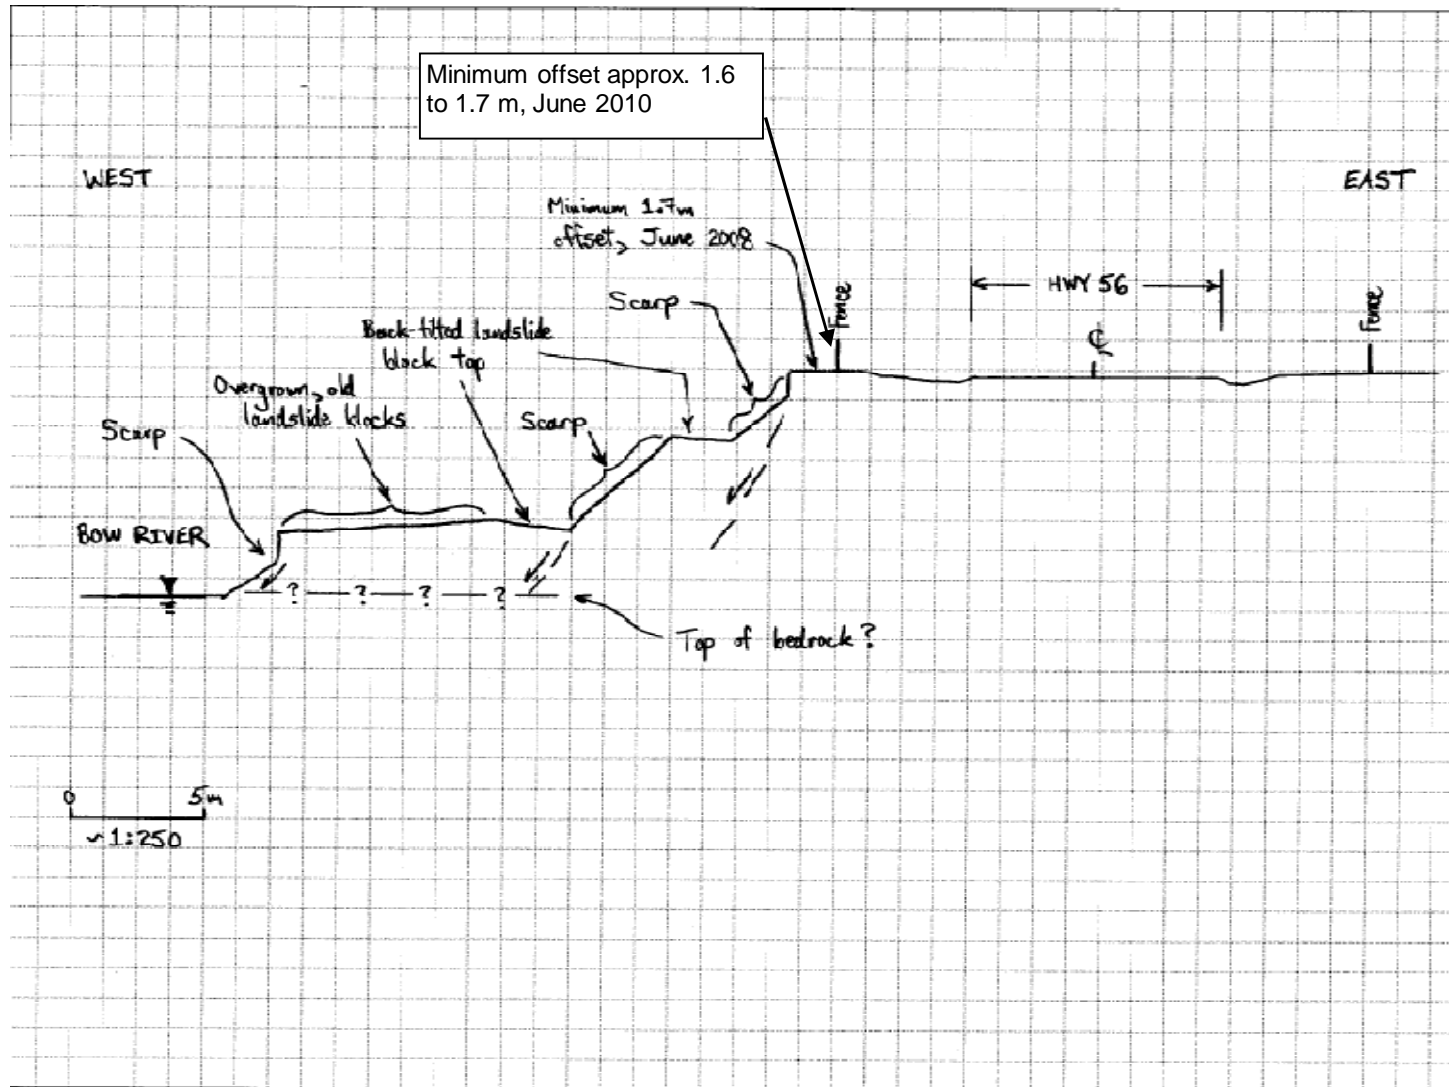 Minimum offset approx. 1.6
to 1.7 m, June 2010
WEST
EAST
Minimum 1.7m
offset, June 2008
HWY 56
Fence
Fence
℄
Scarp
Back-tilted landslide
block top
Overgrown, old
landslide blocks
Scarp
Scarp
BOW RIVER
? ? ? ?
Top of bedrock?
0 5m
~1:250